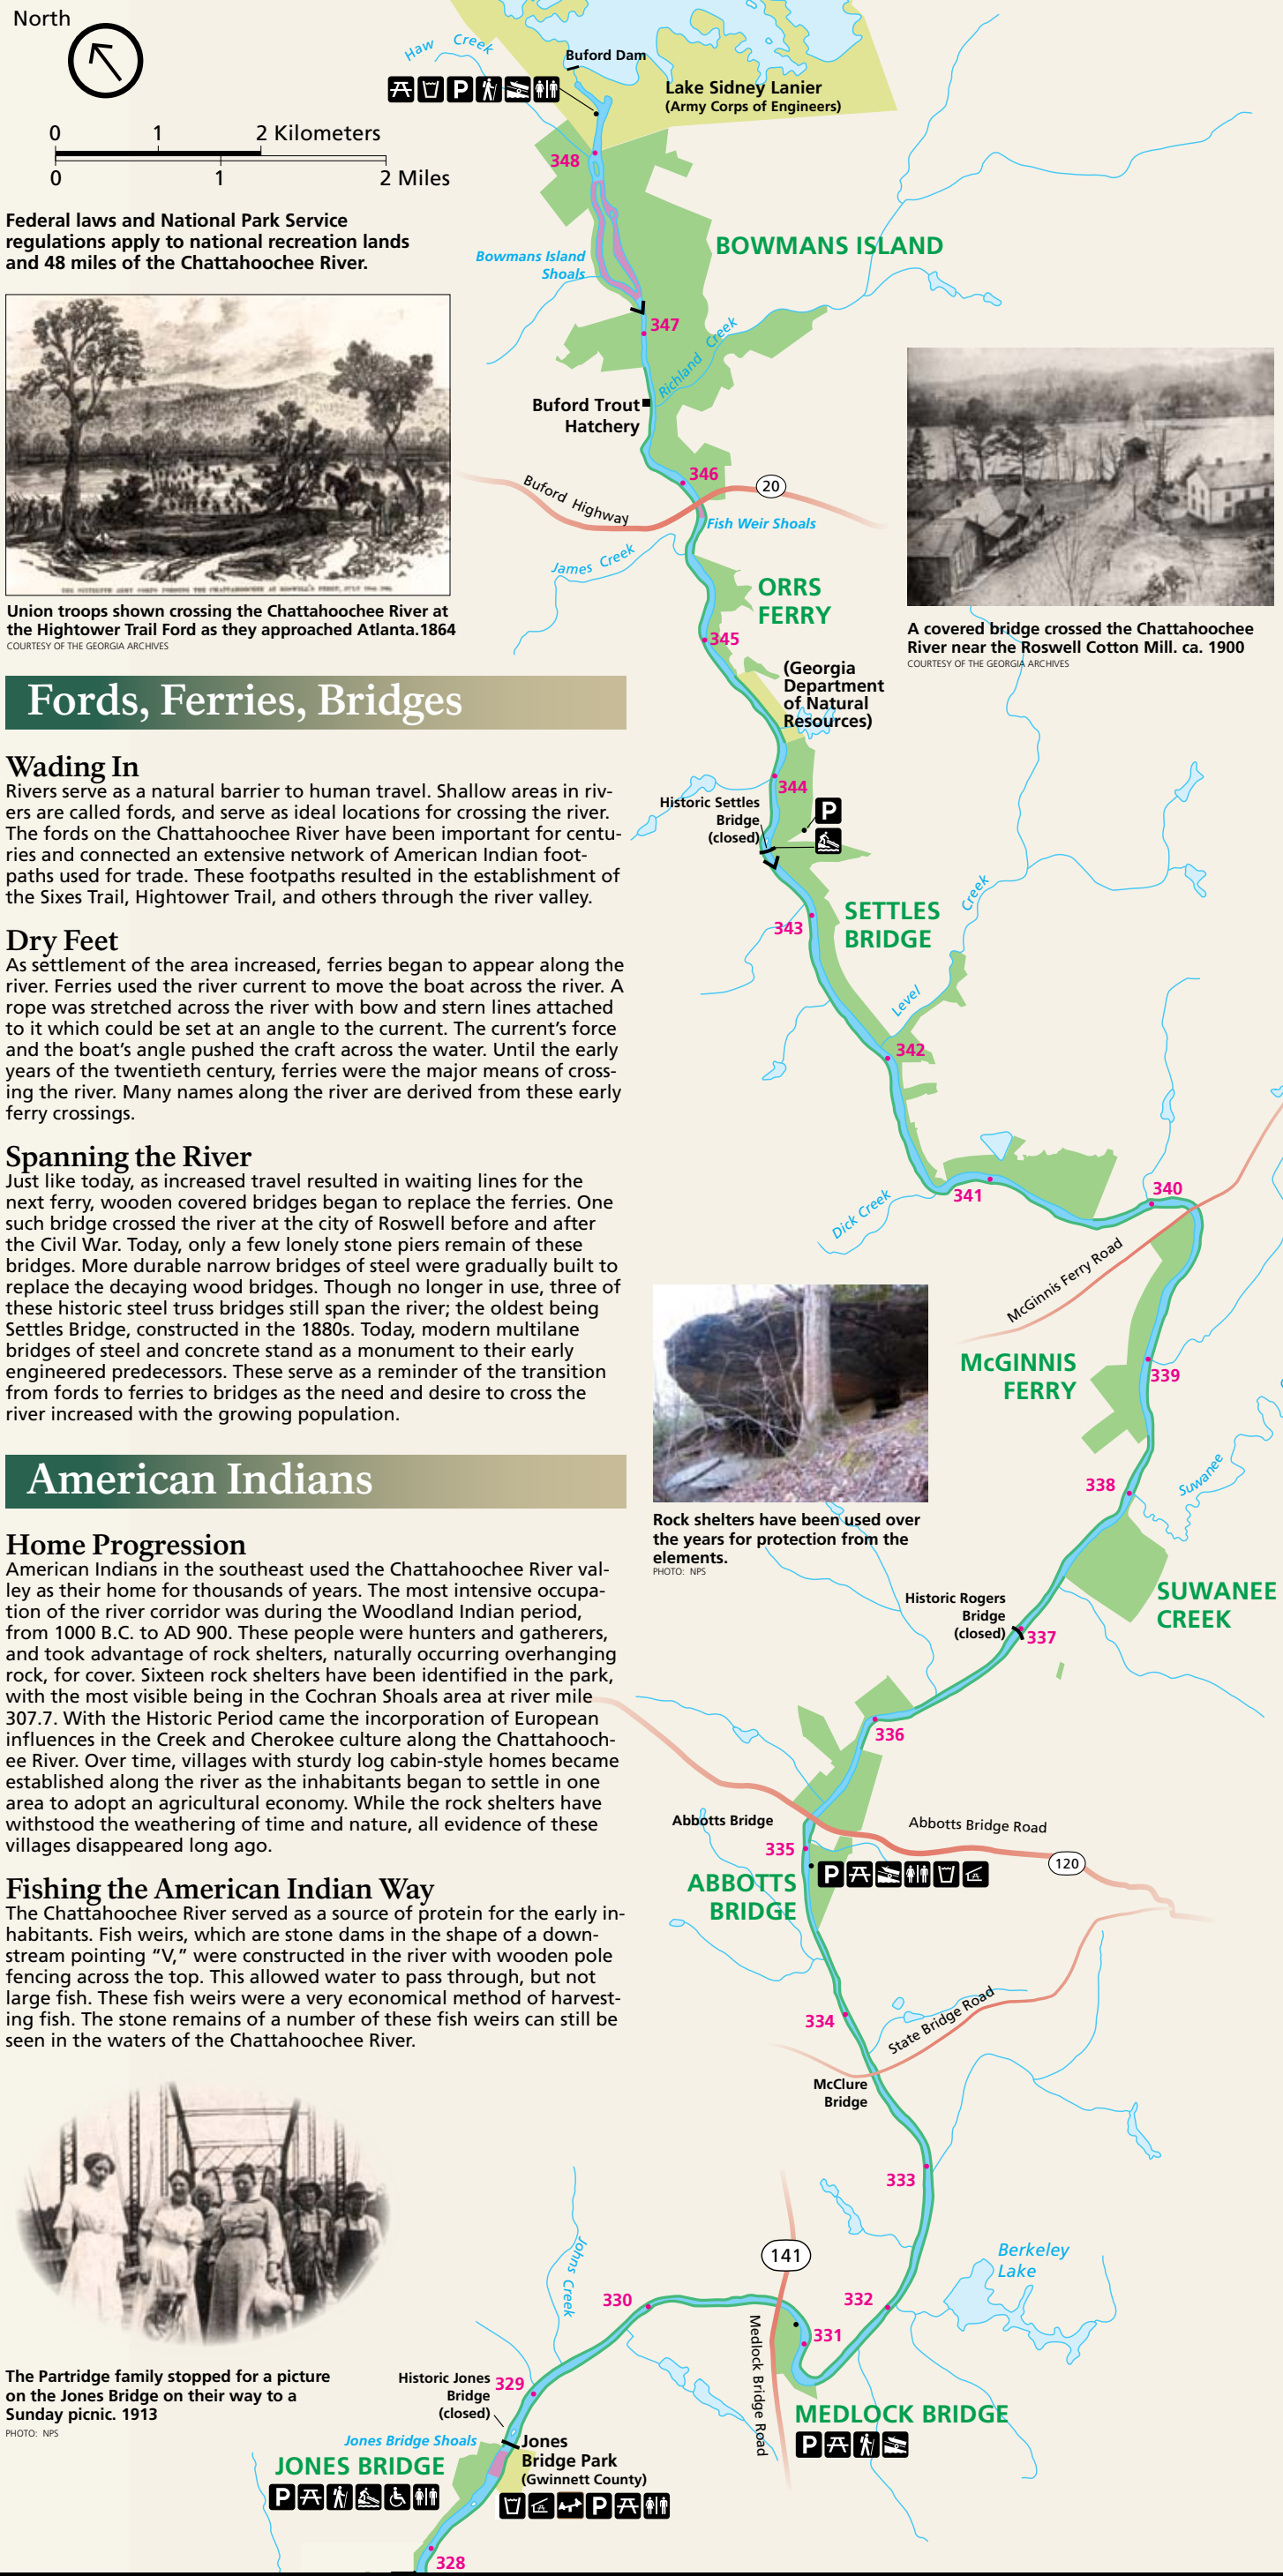 North
0 1 2 Kilometers
0 1 2 Miles
Federal laws and National Park Service
regulations apply to national recreation lands
and 48 miles of the Chattahoochee River.
Haw Creek
Buford Dam
Lake Sidney Lanier
(Army Corps of Engineers)
P
348
BOWMANS ISLAND
Bowmans Island
Shoals
347
Richland Creek
Buford Trout
Hatchery
346
20
Buford Highway
Fish Weir Shoals
James Creek
ORRS
FERRY
345
(Georgia
Department
of Natural
Resources)
Union troops shown crossing the Chattahoochee River at
the Hightower Trail Ford as they approached Atlanta.1864
COURTESY OF THE GEORGIA ARCHIVES
A covered bridge crossed the Chattahoochee
River near the Roswell Cotton Mill. ca. 1900
COURTESY OF THE GEORGIA ARCHIVES
Fords, Ferries, Bridges
Wading In
Rivers serve as a natural barrier to human travel. Shallow areas in riv-
ers are called fords, and serve as ideal locations for crossing the river.
The fords on the Chattahoochee River have been important for centu-
ries and connected an extensive network of American Indian foot-
paths used for trade. These footpaths resulted in the establishment of
the Sixes Trail, Hightower Trail, and others through the river valley.
Dry Feet
As settlement of the area increased, ferries began to appear along the
river. Ferries used the river current to move the boat across the river. A
rope was stretched across the river with bow and stern lines attached
to it which could be set at an angle to the current. The current's force
and the boat's angle pushed the craft across the water. Until the early
years of the twentieth century, ferries were the major means of cross-
ing the river. Many names along the river are derived from these early
ferry crossings.
Spanning the River
Just like today, as increased travel resulted in waiting lines for the
next ferry, wooden covered bridges began to replace the ferries. One
such bridge crossed the river at the city of Roswell before and after
the Civil War. Today, only a few lonely stone piers remain of these
bridges. More durable narrow bridges of steel were gradually built to
replace the decaying wood bridges. Though no longer in use, three of
these historic steel truss bridges still span the river; the oldest being
Settles Bridge, constructed in the 1880s. Today, modern multilane
bridges of steel and concrete stand as a monument to their early
engineered predecessors. These serve as a reminder of the transition
from fords to ferries to bridges as the need and desire to cross the
river increased with the growing population.
American Indians
Home Progression
American Indians in the southeast used the Chattahoochee River val-
ley as their home for thousands of years. The most intensive occupa-
tion of the river corridor was during the Woodland Indian period,
from 1000 B.C. to AD 900. These people were hunters and gatherers,
and took advantage of rock shelters, naturally occurring overhanging
rock, for cover. Sixteen rock shelters have been identified in the park,
with the most visible being in the Cochran Shoals area at river mile
307.7. With the Historic Period came the incorporation of European
influences in the Creek and Cherokee culture along the Chattahooch-
ee River. Over time, villages with sturdy log cabin-style homes became
established along the river as the inhabitants began to settle in one
area to adopt an agricultural economy. While the rock shelters have
withstood the weathering of time and nature, all evidence of these
villages disappeared long ago.
Fishing the American Indian Way
The Chattahoochee River served as a source of protein for the early in-
habitants. Fish weirs, which are stone dams in the shape of a down-
stream pointing “V,” were constructed in the river with wooden pole
fencing across the top. This allowed water to pass through, but not
large fish. These fish weirs were a very economical method of harvest-
ing fish. The stone remains of a number of these fish weirs can still be
seen in the waters of the Chattahoochee River.
344
Historic Settles
Bridge
(closed)
P
343
SETTLES
BRIDGE
Level Creek
342
341
340
Dick Creek
McGinnis Ferry Road
McGINNIS
FERRY
339
338
Suwanee
Rock shelters have been used over
the years for protection from the
elements.
PHOTO: NPS
SUWANEE
CREEK
Historic Rogers
Bridge
(closed)
337
336
Abbotts Bridge
Abbotts Bridge Road
335
120
P
ABBOTTS
BRIDGE
334
State Bridge Road
McClure
Bridge
333
141
Berkeley
Lake
332
Johns Creek
330
331
Medlock Bridge Road
MEDLOCK BRIDGE
P
The Partridge family stopped for a picture
on the Jones Bridge on their way to a
Sunday picnic. 1913
PHOTO: NPS
Historic Jones
Bridge
(closed)
329
Jones Bridge Shoals
Jones
Bridge Park
(Gwinnett County)
JONES BRIDGE
P
P
328